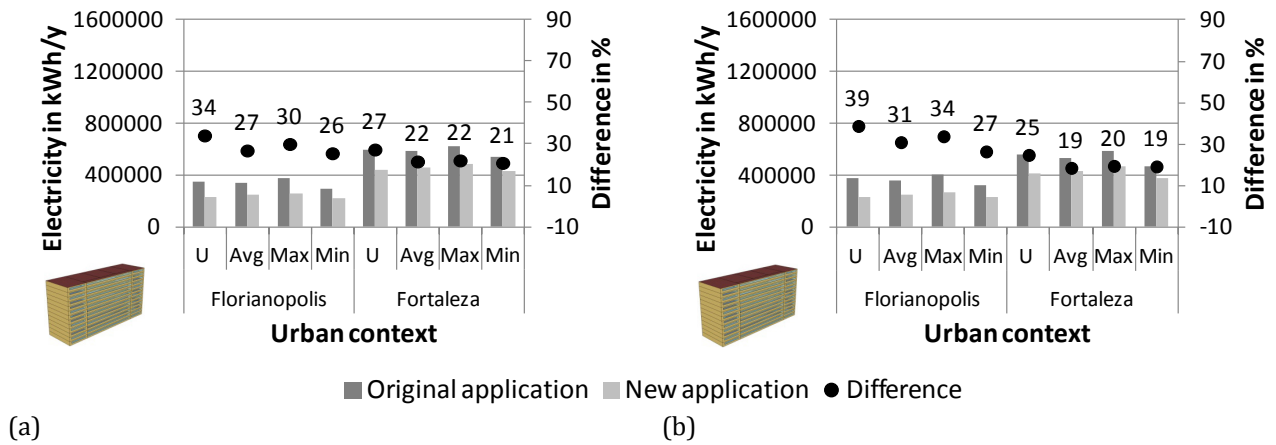 Electricity in kWh/y
1600000
1200000
800000
400000
0
34 27 30 26 27 22 22 21
90
70
50
30
10
-10
Difference in %
U Avg Max Min U Avg Max Min
Florianopolis Fortaleza
Urban context
Electricity in kWh/y
1600000
1200000
800000
400000
0
39 31 34 27 25 19 20 19
90
70
50
30
10
-10
Difference in %
U Avg Max Min U Avg Max Min
Florianopolis Fortaleza
Urban context
Original application New application Difference
(a) (b)